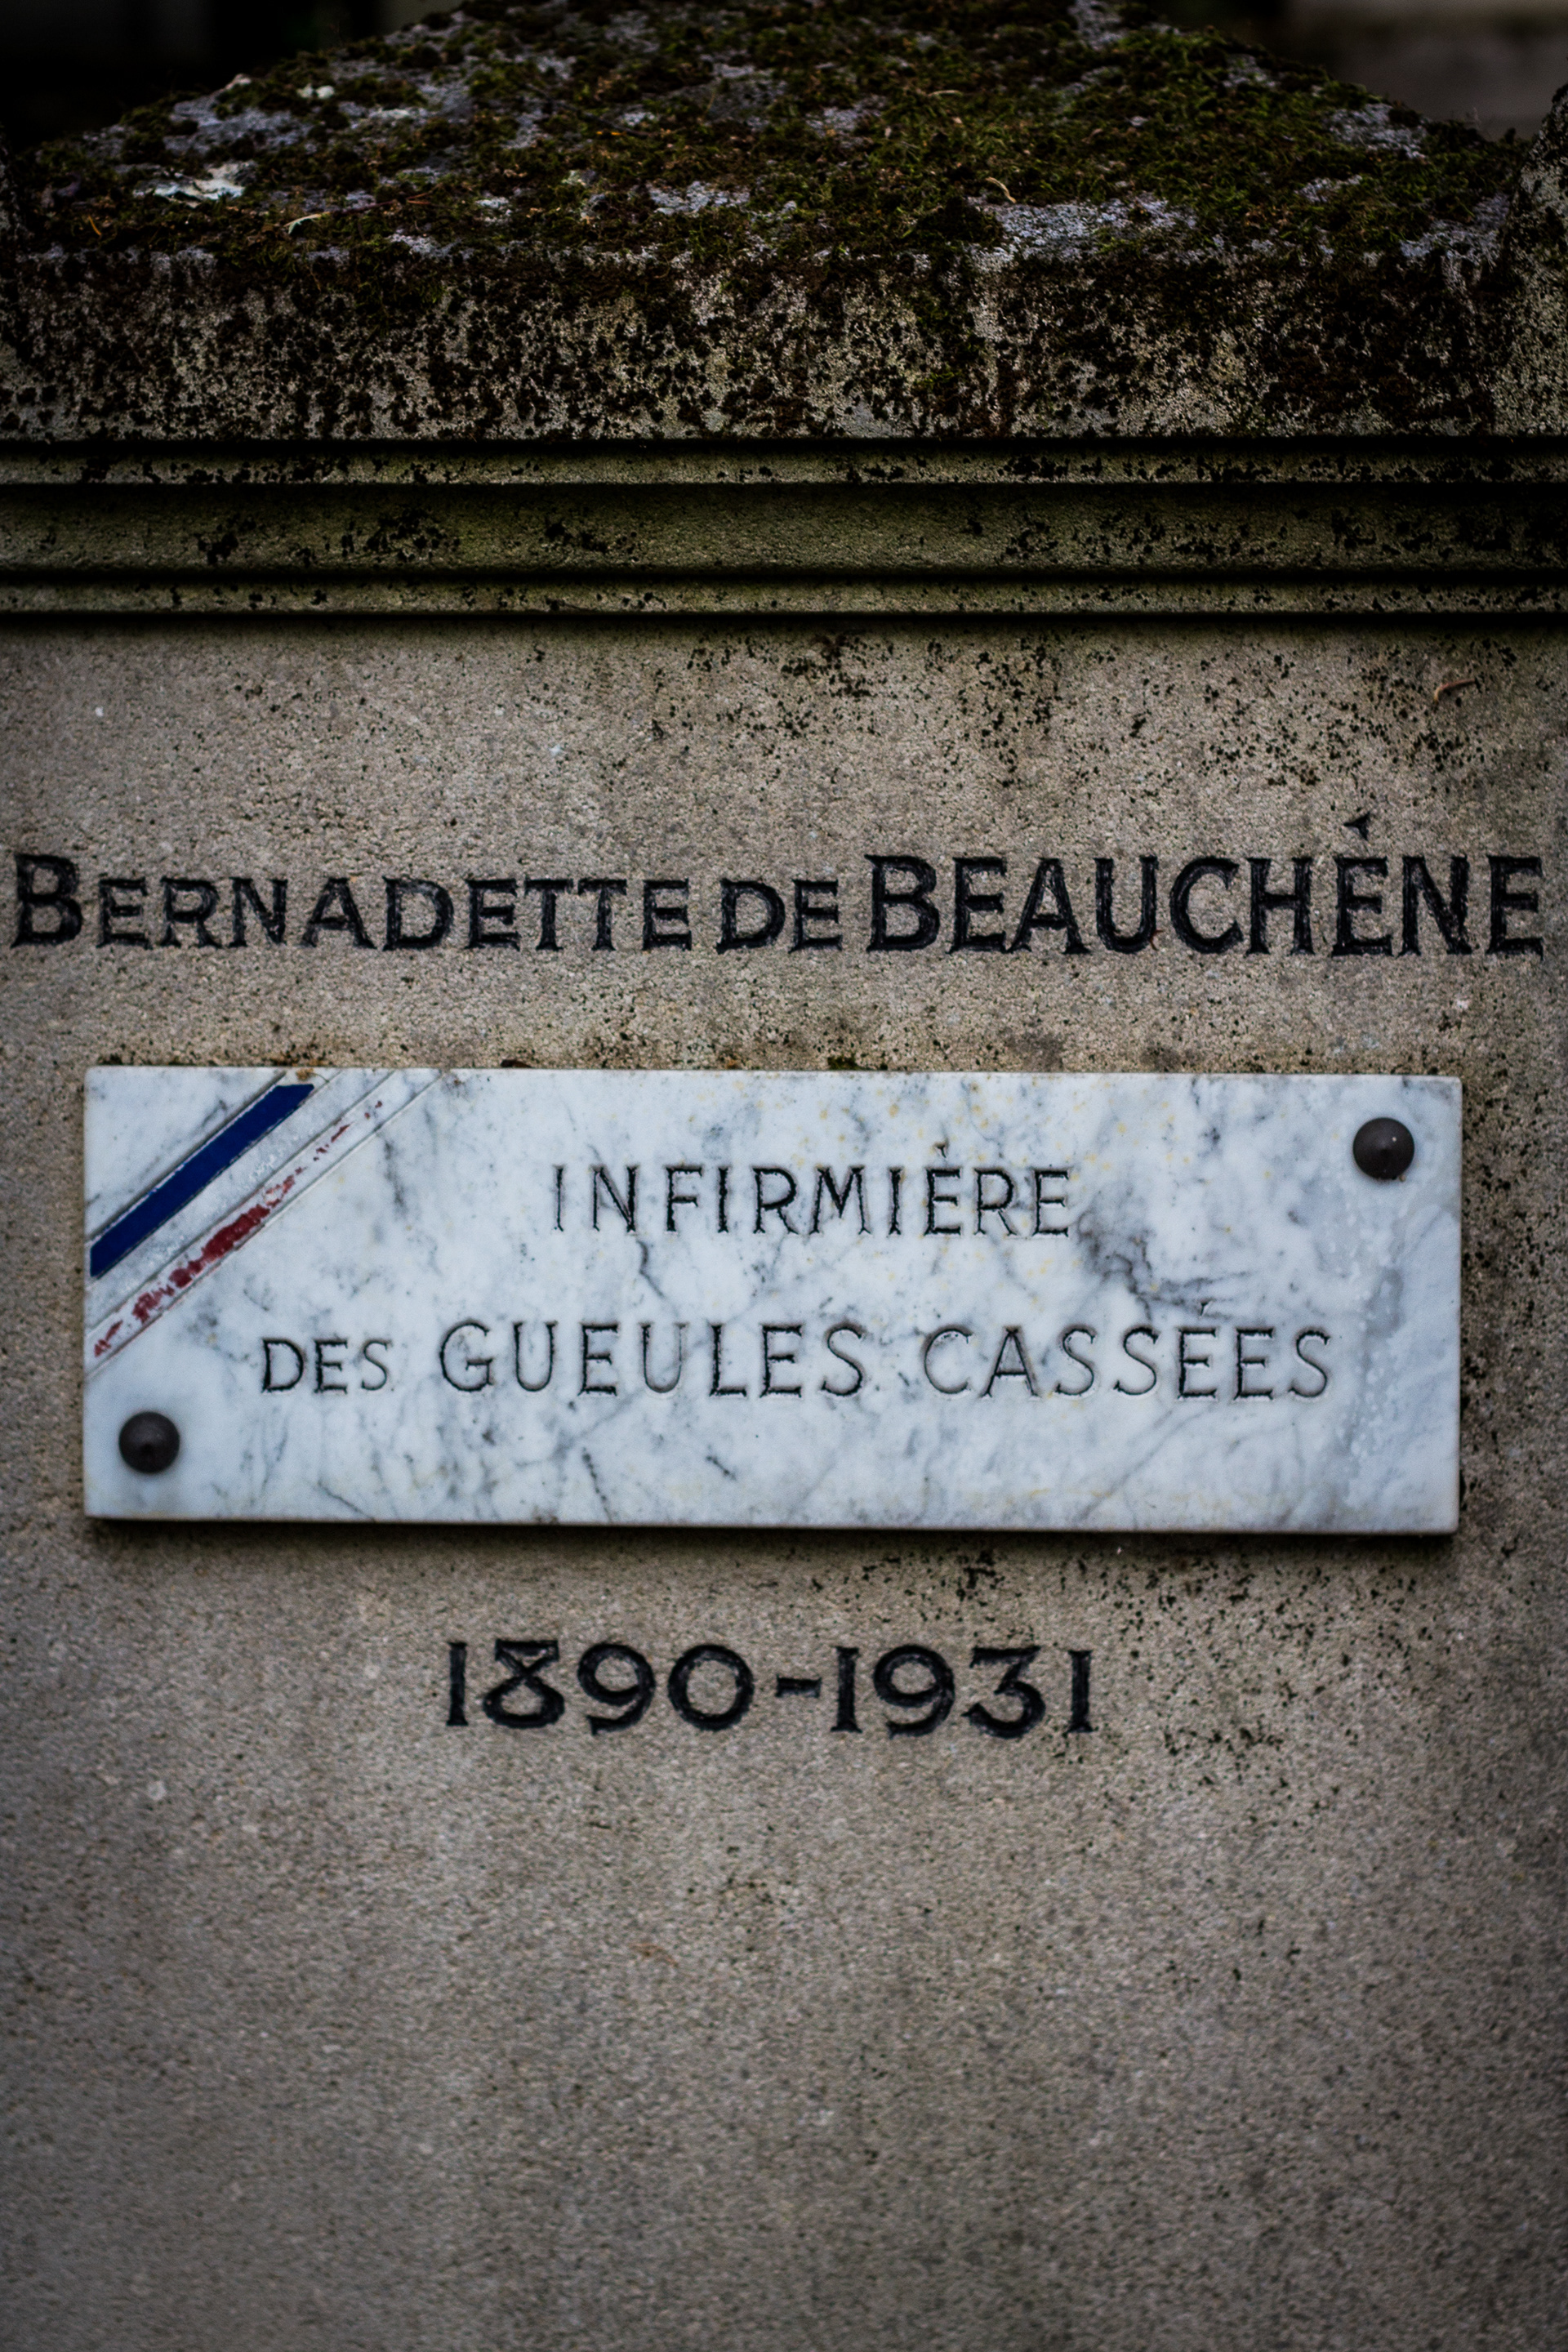 BERNADETTE DE BEAUCHÉNE
INFIRMIÈRE
DES GUEULES CASSÉES
1890-1931